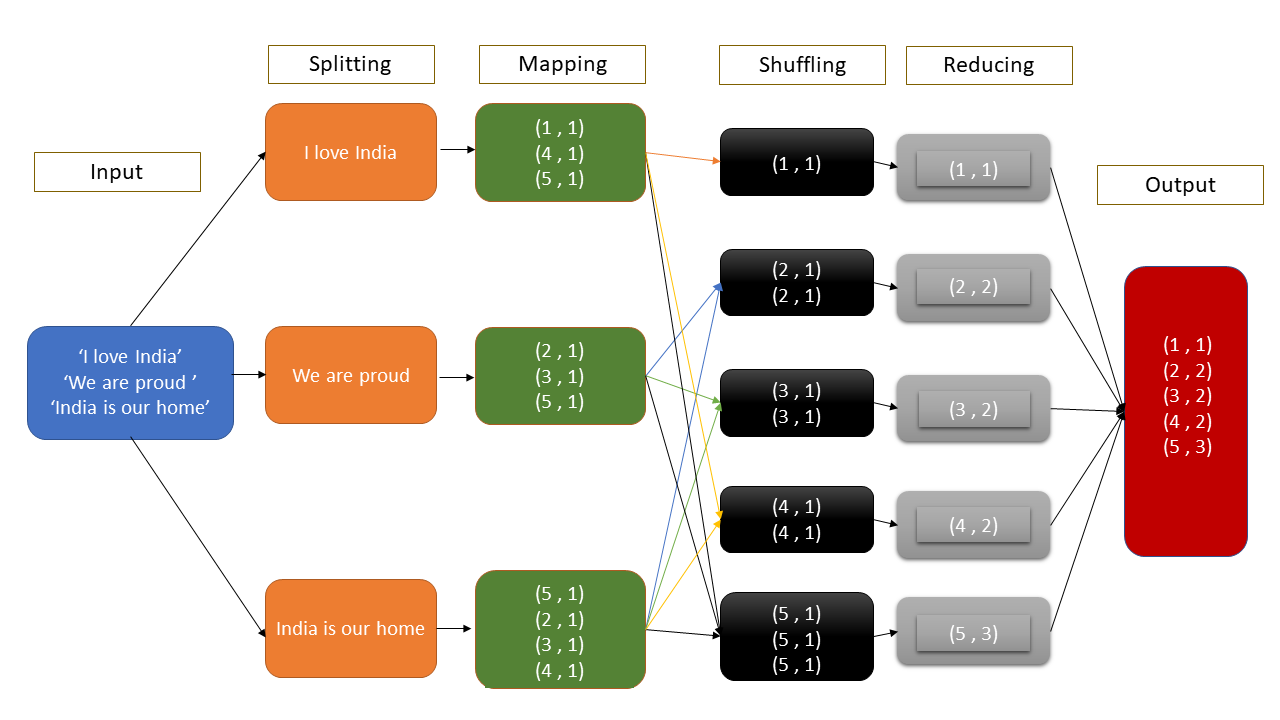 Splitting
Mapping
Shuffling
Reducing
Input
Output
‘I love India’
‘We are proud ’
‘India is our home’
I love India
We are proud
India is our home
(1 , 1)
(4 , 1)
(5 , 1)
(2 , 1)
(3 , 1)
(5 , 1)
(5 , 1)
(2 , 1)
(3 , 1)
(4 , 1)
(1 , 1)
(2 , 1)
(2 , 1)
(3 , 1)
(3 , 1)
(4 , 1)
(4 , 1)
(5 , 1)
(5 , 1)
(5 , 1)
(1 , 1)
(2 , 2)
(3 , 2)
(4 , 2)
(5 , 3)
(1 , 1)
(2 , 2)
(3 , 2)
(4 , 2)
(5 , 3)